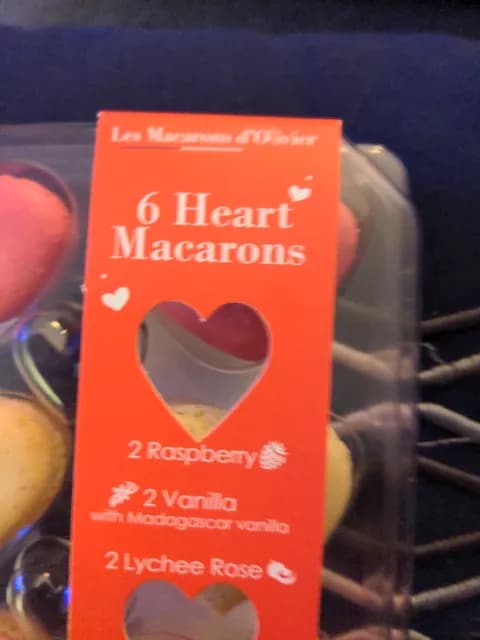 Les Macarons d'Olivier
6 Heart
Macarons
2 Raspberry
2 Vanilla
with Madagascar vanilla
2 Lychee Rose